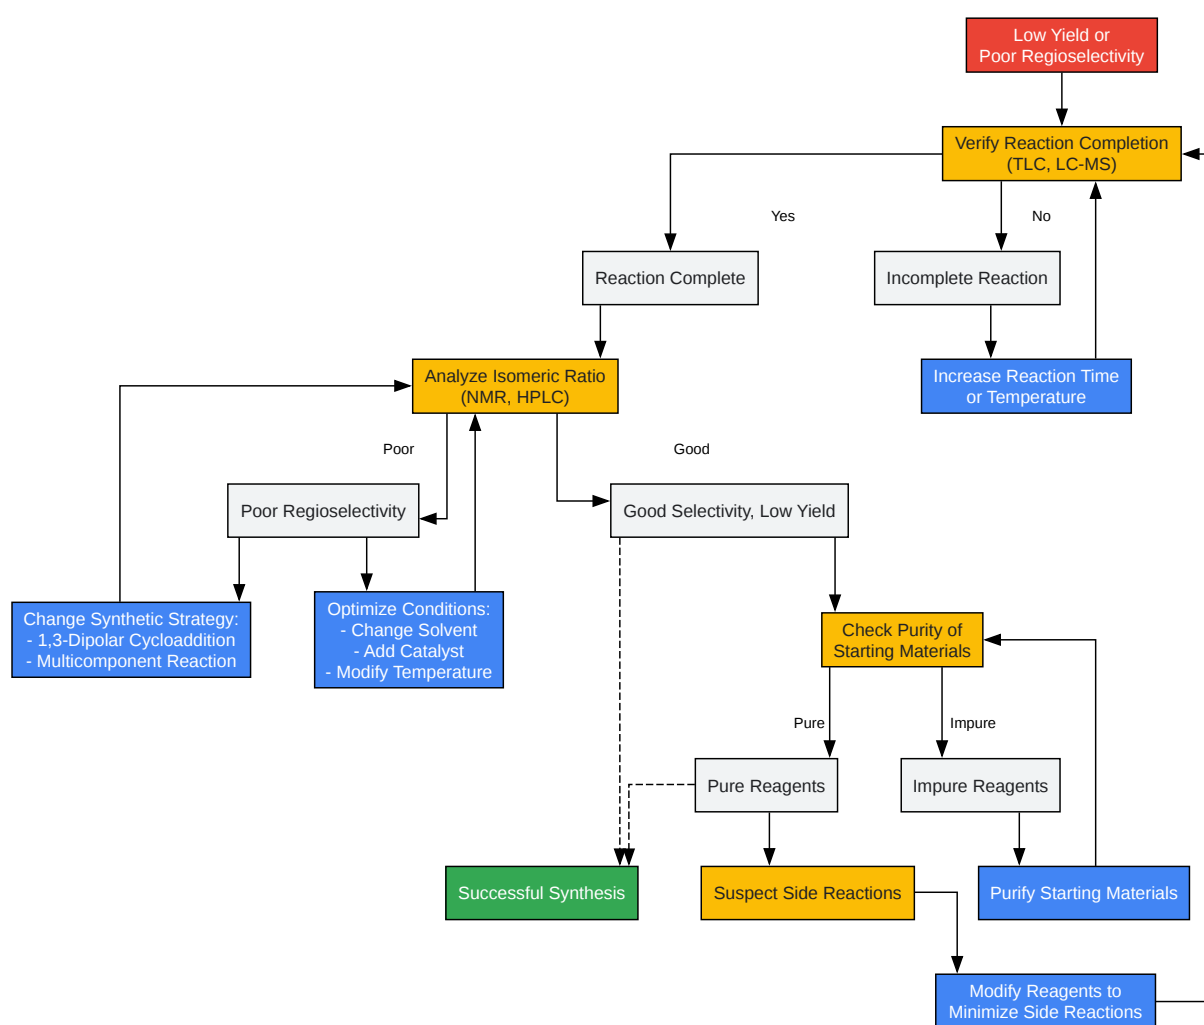 Low Yield or
Poor Regioselectivity
Verify Reaction Completion
(TLC, LC-MS)
Yes
No
Reaction Complete
Incomplete Reaction
Analyze Isomeric Ratio
(NMR, HPLC)
Increase Reaction Time
or Temperature
Poor
Good
Poor Regioselectivity
Good Selectivity, Low Yield
Change Synthetic Strategy:
- 1,3-Dipolar Cycloaddition
- Multicomponent Reaction
Optimize Conditions:
- Change Solvent
- Add Catalyst
- Modify Temperature
Check Purity of
Starting Materials
Pure
Impure
Pure Reagents
Impure Reagents
Successful Synthesis
Suspect Side Reactions
Purify Starting Materials
Modify Reagents to
Minimize Side Reactions